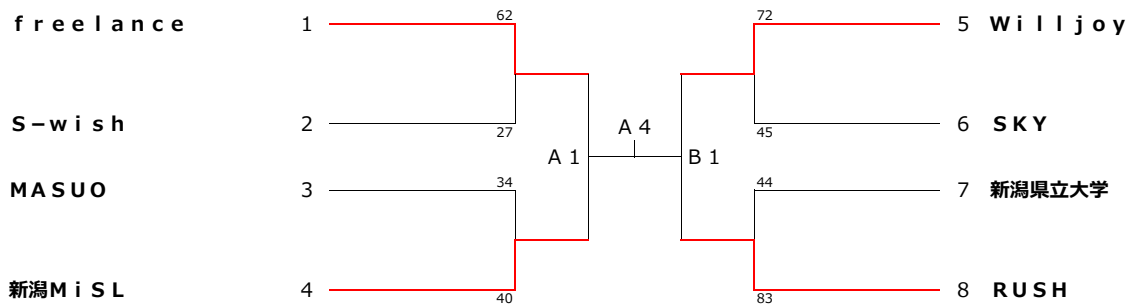 ｆｒｅｅｌａｎｃｅ 1 62 72 5 Ｗｉｌｌｊｏｙ
Ｓ－ｗｉｓｈ 2 27 45 6 ＳＫＹ
Ａ４
Ａ１ Ｂ１
ＭＡＳＵＯ 3 34 44 7 新潟県立大学
新潟ＭｉＳＬ 4 40 83 8 ＲＵＳＨ